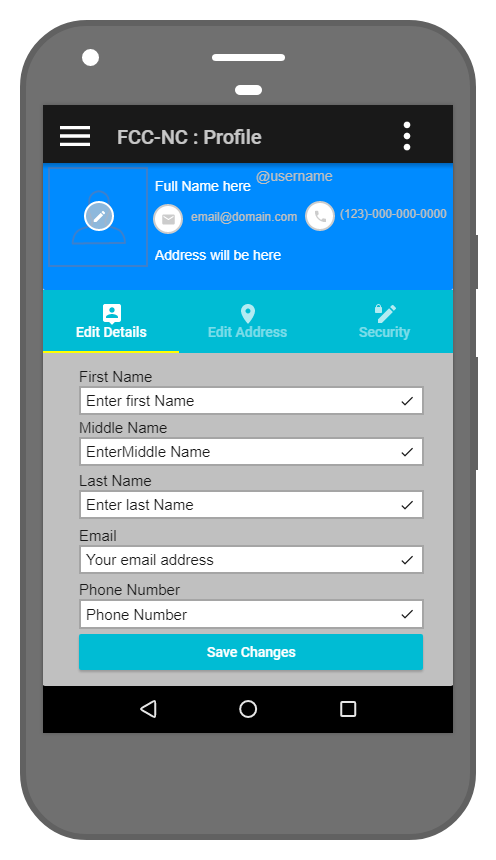 FCC-NC : Profile
@username
Full Name here
email@domain.com (123)-000-000-0000
Address will be here
Edit Details Edit Address Security
First Name
Enter first Name
Middle Name
EnterMiddle Name
Last Name
Enter last Name
Email
Your email address
Phone Number
Phone Number
Save Changes